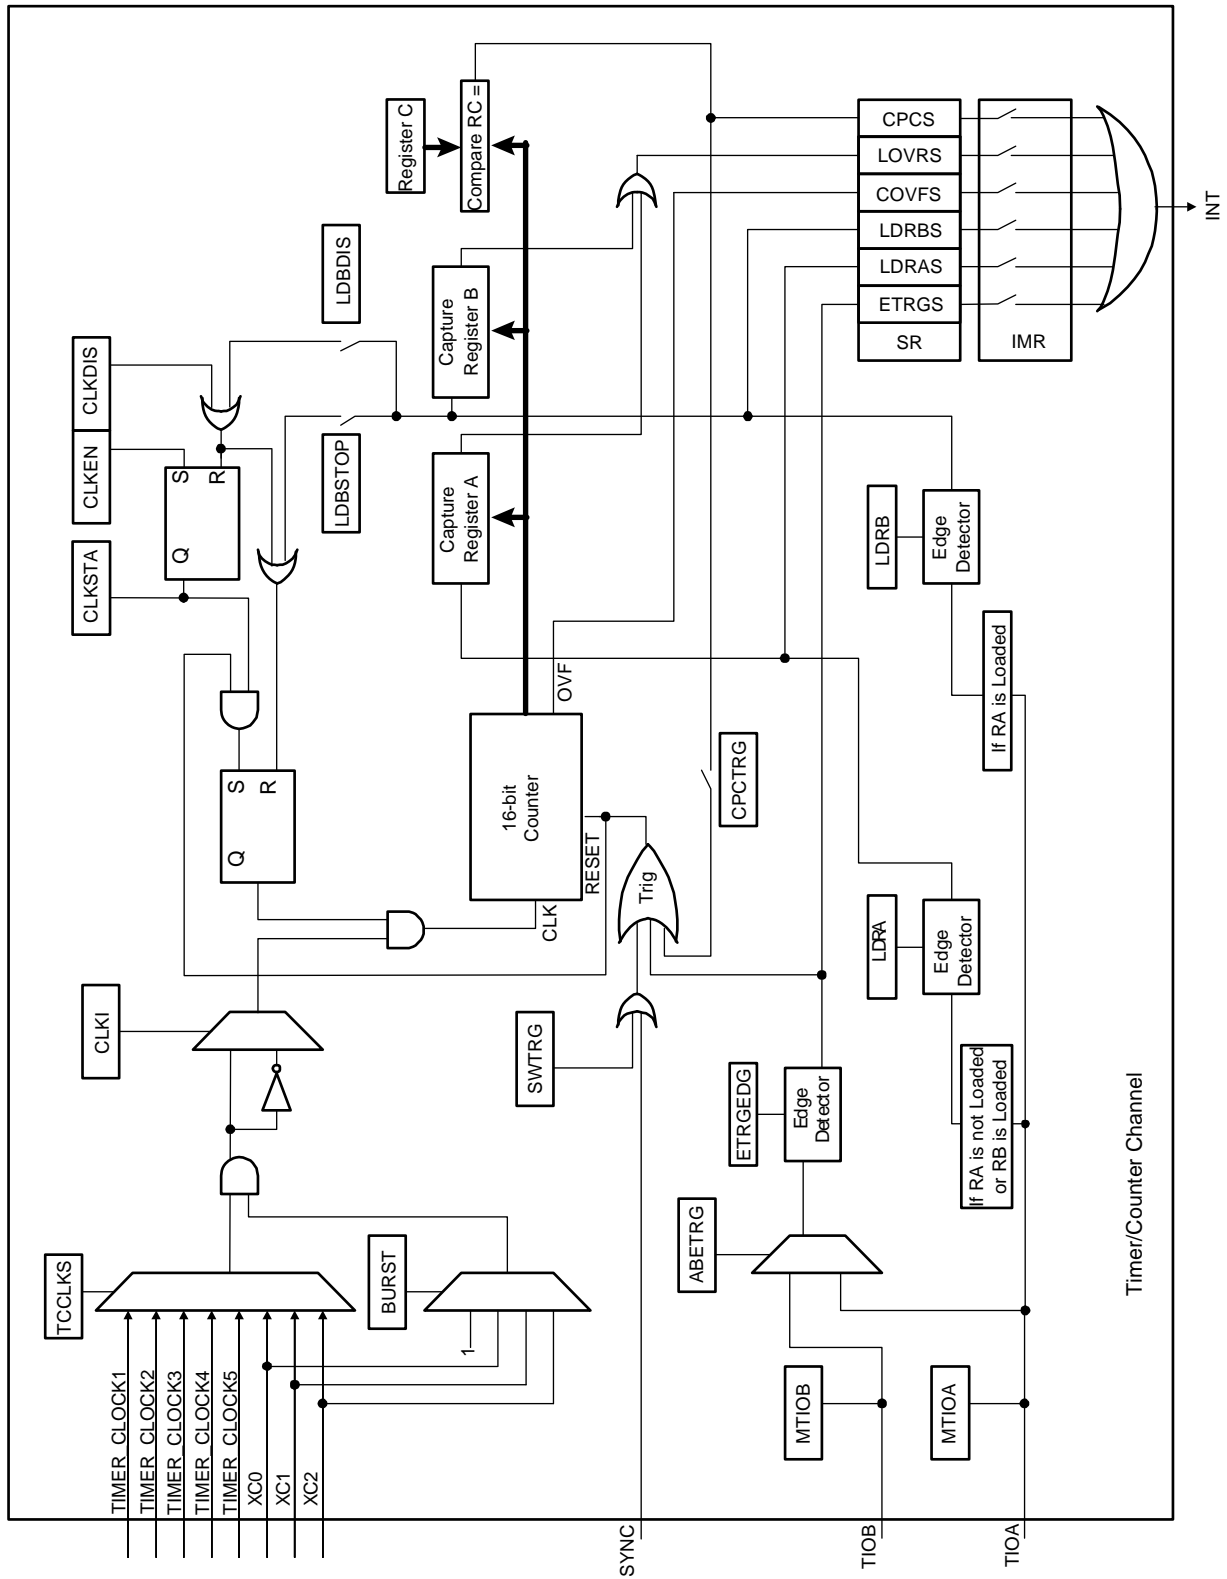 TCCLKS
TIMER_CLOCK1
TIMER_CLOCK2
TIMER_CLOCK3
TIMER_CLOCK4
TIMER_CLOCK5
XC0
XC1
XC2
BURST
1
CLKI
CLKSTA
CLKEN
CLKDIS
Q
S
R
Q
S
R
LDBSTOP
LDBDIS
SYNC
SWTRG
CLK
16-bit
Counter
RESET
OVF
Trig
Capture
Register A
Capture
Register B
Register C
Compare RC =
CPCTRG
TIOB
MTIOB
TIOA
MTIOA
ABETRG
ETRGEDG
Edge
Detector
If RA is not Loaded
or RB is Loaded
LDRA
Edge
Detector
If RA is Loaded
LDRB
Edge
Detector
CPCS
LOVRS
COVFS
LDRBS
LDRAS
ETRGS
SR
IMR
INT
Timer/Counter Channel